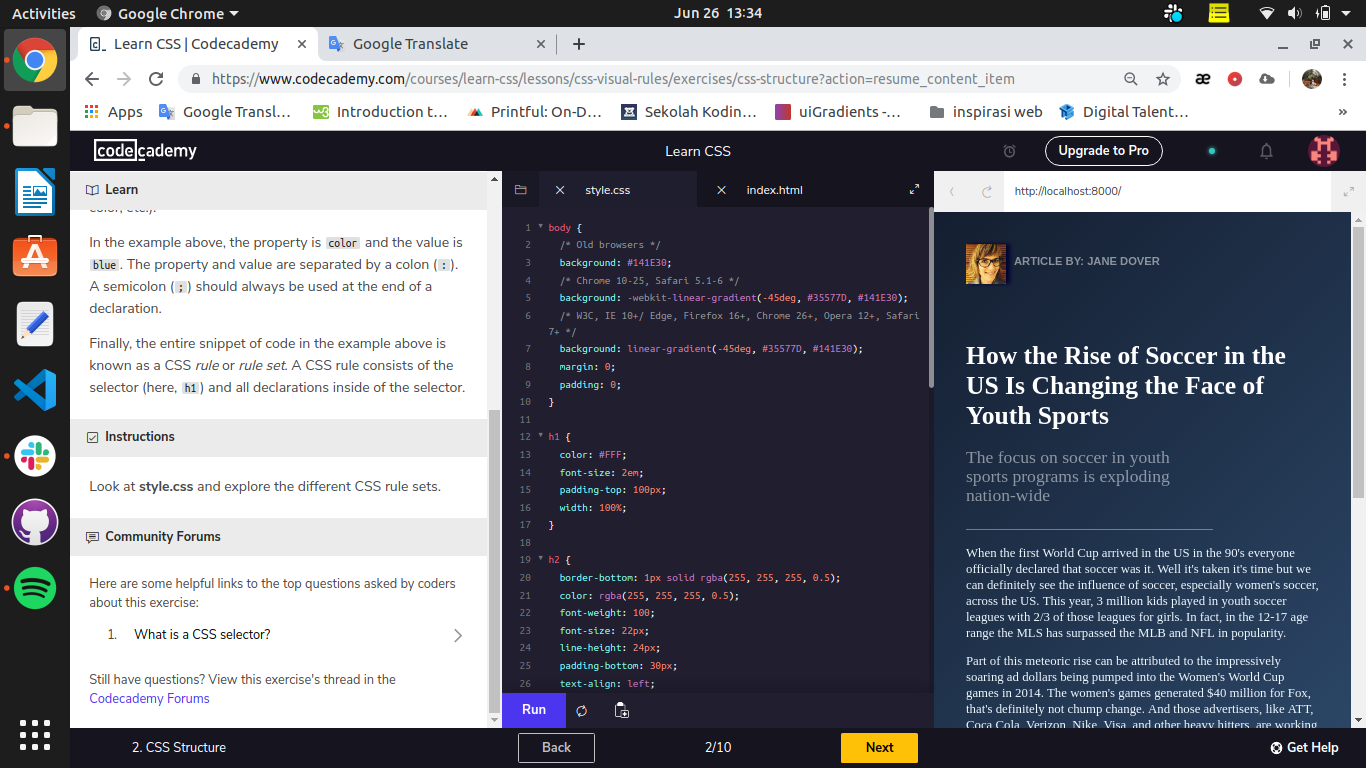 Activities
Google Chrome
Jun 26 13:34
Learn CSS | Codecademy
Google Translate
https://www.codecademy.com/courses/learn-css/lessons/css-visual-rules/exercises/css-structure?action=resume_content_item
Apps
Google Transl...
Introduction t...
Printful: On-D...
Sekolah Kodin...
uiGradients -...
inspirasi web
Digital Talent...
»
codecademy
Learn CSS
Upgrade to Pro
Learn
In the example above, the property is color and the value is
blue. The property and value are separated by a colon (:).
A semicolon (;) should always be used at the end of a
declaration.
Finally, the entire snippet of code in the example above is
known as a CSS rule or rule set. A CSS rule consists of the
selector (here, h1) and all declarations inside of the selector.
Instructions
Look at style.css and explore the different CSS rule sets.
Community Forums
Here are some helpful links to the top questions asked by coders
about this exercise:
1. What is a CSS selector?
Still have questions? View this exercise's thread in the
Codecademy Forums
style.css
index.html
1 body {
2 /* Old browsers */
3 background: #141E30;
4 /* Chrome 10-25, Safari 5.1-6 */
5 background: -webkit-linear-gradient(-45deg, #35577D, #141E30);
6 /* W3C, IE 10+/ Edge, Firefox 16+, Chrome 26+, Opera 12+, Safari
7+ */
7 background: linear-gradient(-45deg, #35577D, #141E30);
8 margin: 0;
9 padding: 0;
10 }
11
12 h1 {
13 color: #FFF;
14 font-size: 2em;
15 padding-top: 100px;
16 width: 100%;
17 }
18
19 h2 {
20 border-bottom: 1px solid rgba(255, 255, 255, 0.5);
21 color: rgba(255, 255, 255, 0.5);
22 font-weight: 100;
23 font-size: 22px;
24 line-height: 24px;
25 padding-bottom: 30px;
26 text-align: left;
Run
http://localhost:8000/
ARTICLE BY: JANE DOVER
How the Rise of Soccer in the
US Is Changing the Face of
Youth Sports
The focus on soccer in youth
sports programs is exploding
nation-wide
When the first World Cup arrived in the US in the 90's everyone
officially declared that soccer was it. Well it's taken it's time but we
can definitely see the influence of soccer, especially women's soccer,
across the US. This year, 3 million kids played in youth soccer
leagues with 2/3 of those leagues for girls. In fact, in the 12-17 age
range the MLS has surpassed the MLB and NFL in popularity.
Part of this meteoric rise can be attributed to the impressively
soaring ad dollars being pumped into the Women's World Cup
games in 2014. The women's games generated $40 million for Fox,
that's definitely not chump change. And those advertisers, like ATT,
Coca Cola, Verizon, Nike, Visa, and other heavy hitters, are working
2. CSS Structure
Back
2/10
Next
Get Help